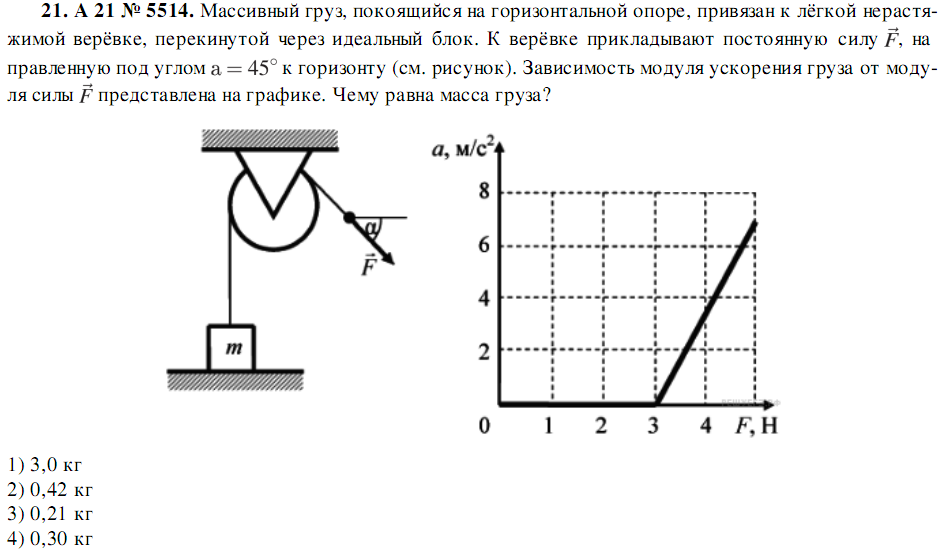 21. А 21 № 5514. Массивный груз, покоящийся на горизонтальной опоре, привязан к лёгкой нерастя-
жимой верёвке, перекинутой через идеальный блок. К верёвке прикладывают постоянную силу F⃗, на
правленную под углом a = 45° к горизонту (см. рисунок). Зависимость модуля ускорения груза от моду-
ля силы F⃗ представлена на графике. Чему равна масса груза?
a, м/с²
8
6
4
2
0 1 2 3 4 F, Н
α
F⃗
m
1) 3,0 кг
2) 0,42 кг
3) 0,21 кг
4) 0,30 кг